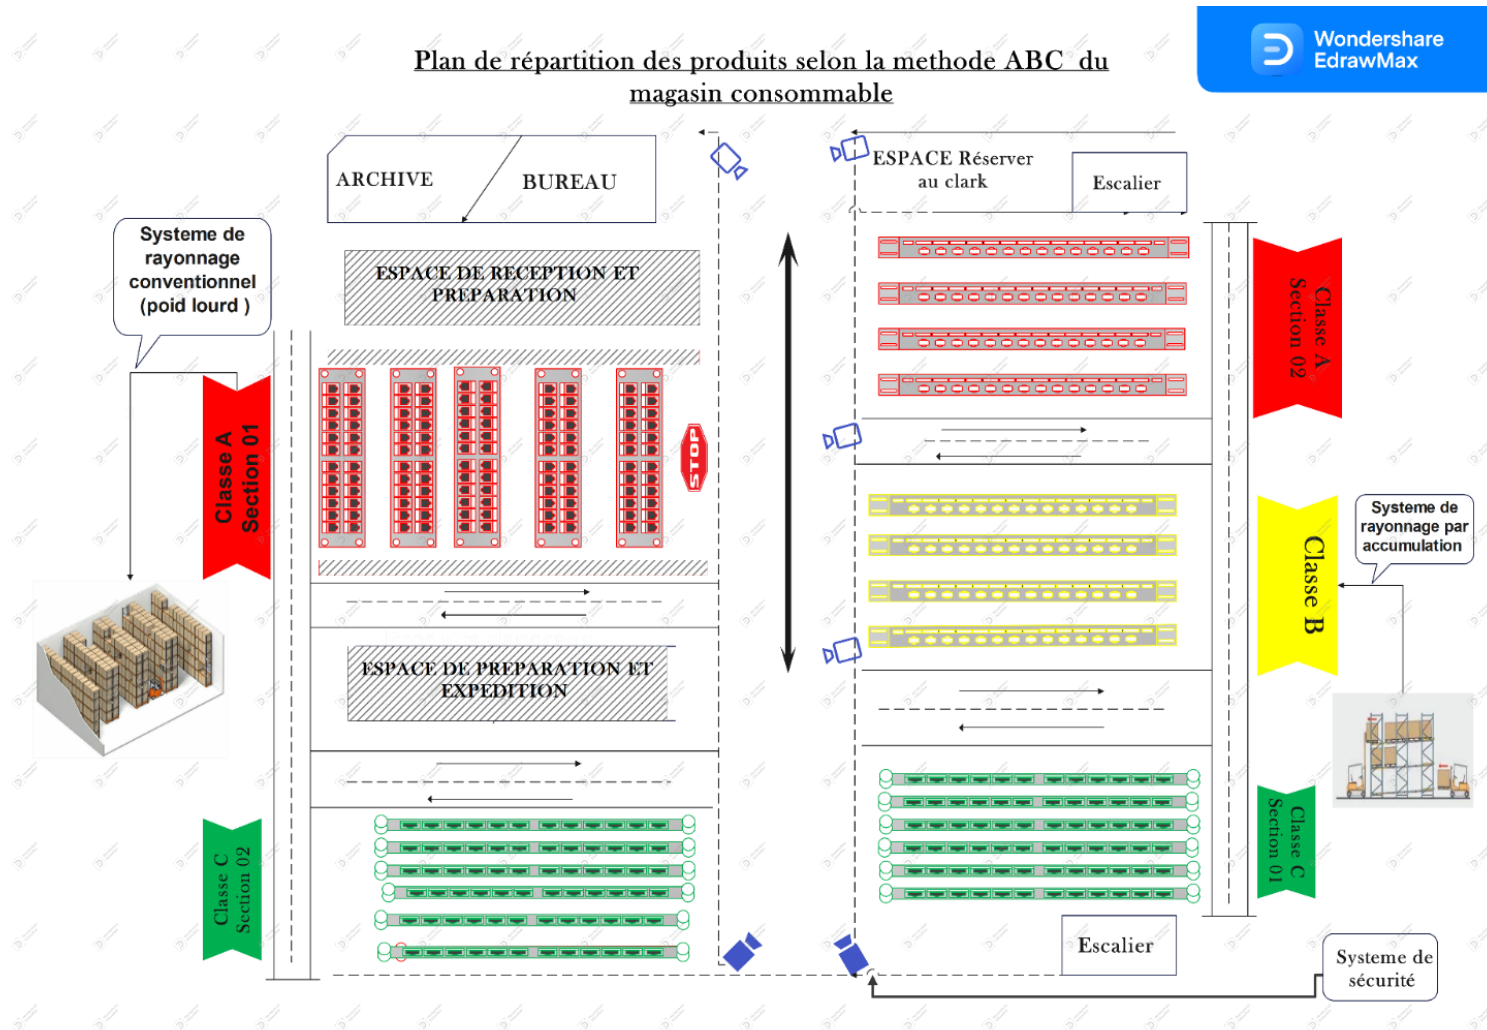 Plan de répartition des produits selon la methode ABC du
magasin consommable
Wondershare
EdrawMax
ARCHIVE
BUREAU
ESPACE Réserver
au clark
Escalier
Systeme de
rayonnage
conventionnel
(poid lourd )
ESPACE DE RECEPTION ET
PREPARATION
Classe A
Section 02
Classe A
Section 01
STOP
Systeme de
rayonnage par
accumulation
Classe B
ESPACE DE PREPARATION ET
EXPEDITION
Classe C
Section 02
Classe C
Section 01
Escalier
Systeme de
sécurité